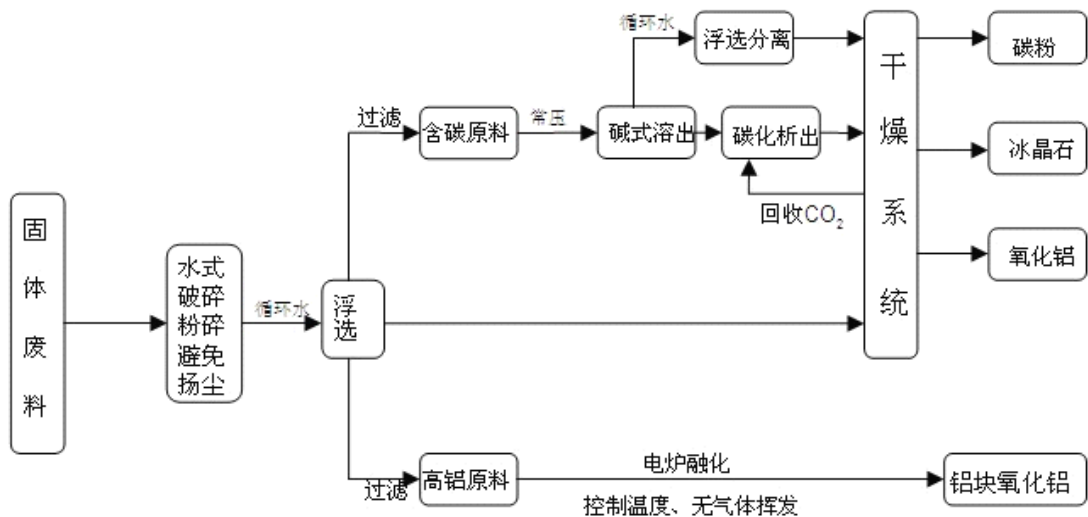 固体废料
水式
破碎
粉碎
避免
扬尘
循环水
浮选
过滤
含碳原料
常压
碱式溶出
循环水
浮选分离
碳化析出
回收CO₂
干燥系统
碳粉
冰晶石
氧化铝
过滤
高铝原料
电炉融化
控制温度、无气体挥发
铝块氧化铝